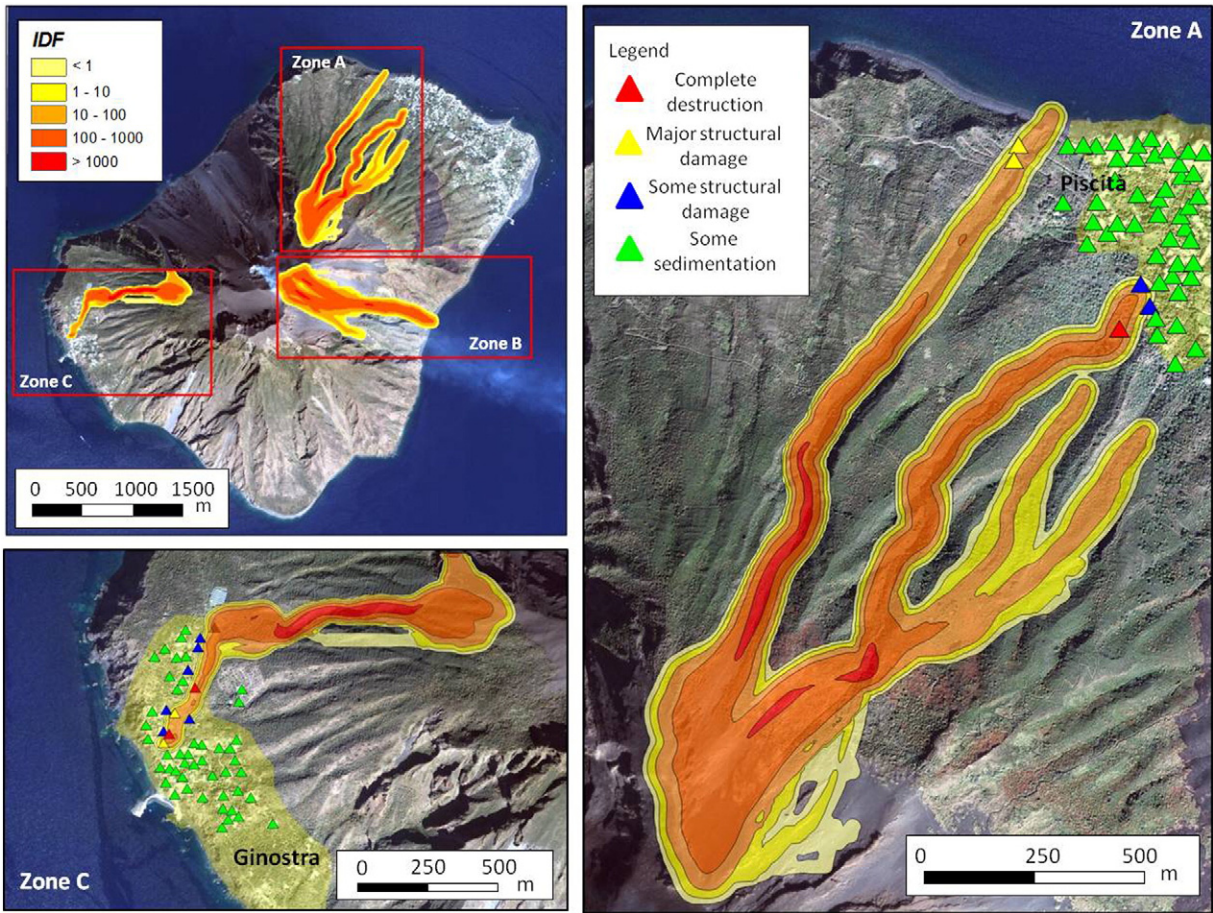 IDF
< 1
1 - 10
10 - 100
100 - 1000
> 1000
Zone A
Zone B
Zone C
0 500 1000 1500
m
Zone A
Legend
Complete
destruction
Major structural
damage
Some structural
damage
Some
sedimentation
Piscità
0 250 500
m
Ginostra
Zone C
0 250 500
m